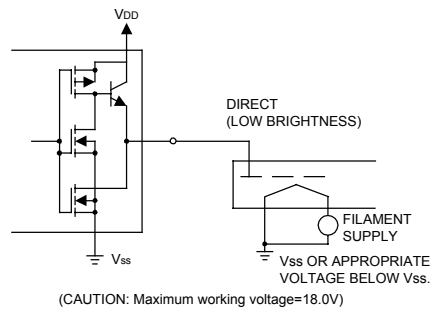 VDD
DIRECT
(LOW BRIGHTNESS)
FILAMENT
SUPPLY
Vss
Vss OR APPROPRIATE
VOLTAGE BELOW Vss.
(CAUTION: Maximum working voltage=18.0V)